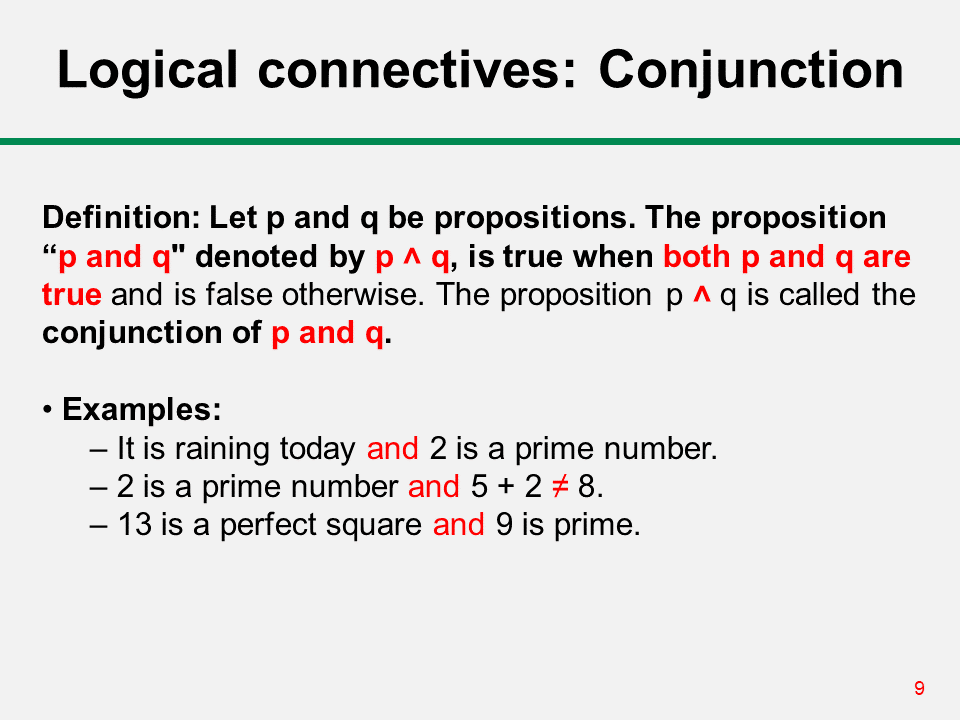 Logical connectives: Conjunction
Definition: Let p and q be propositions. The proposition
“p and q" denoted by p ∧ q, is true when both p and q are
true and is false otherwise. The proposition p ∧ q is called the
conjunction of p and q.
• Examples:
– It is raining today and 2 is a prime number.
– 2 is a prime number and 5 + 2 ≠ 8.
– 13 is a perfect square and 9 is prime.
9